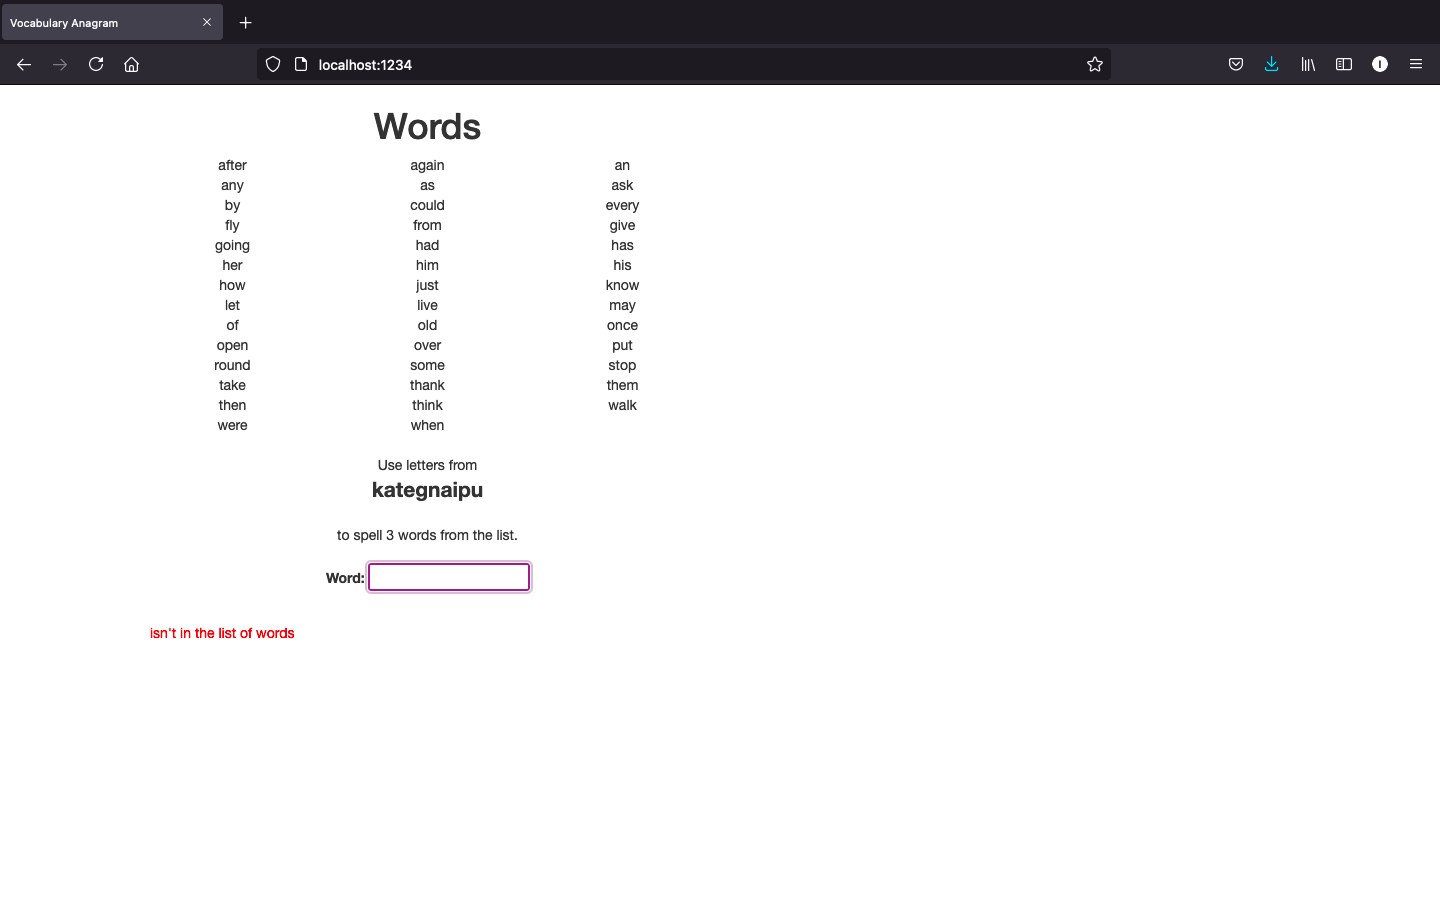 Vocabulary Anagram
localhost:1234
Words
after again an
any as ask
by could every
fly from give
going had has
her him his
how just know
let live may
of old once
open over put
round some stop
take thank them
then think walk
were when
Use letters from
kategnaipu
to spell 3 words from the list.
Word:
isn't in the list of words